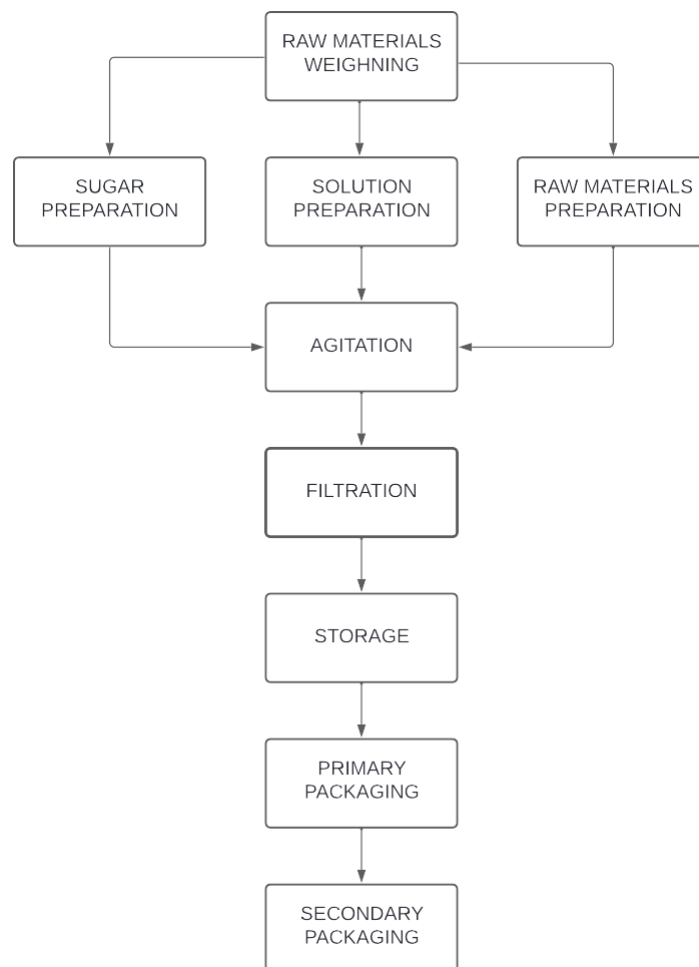 RAW MATERIALS
WEIGHNING
SUGAR
PREPARATION
SOLUTION
PREPARATION
RAW MATERIALS
PREPARATION
AGITATION
FILTRATION
STORAGE
PRIMARY
PACKAGING
SECONDARY
PACKAGING